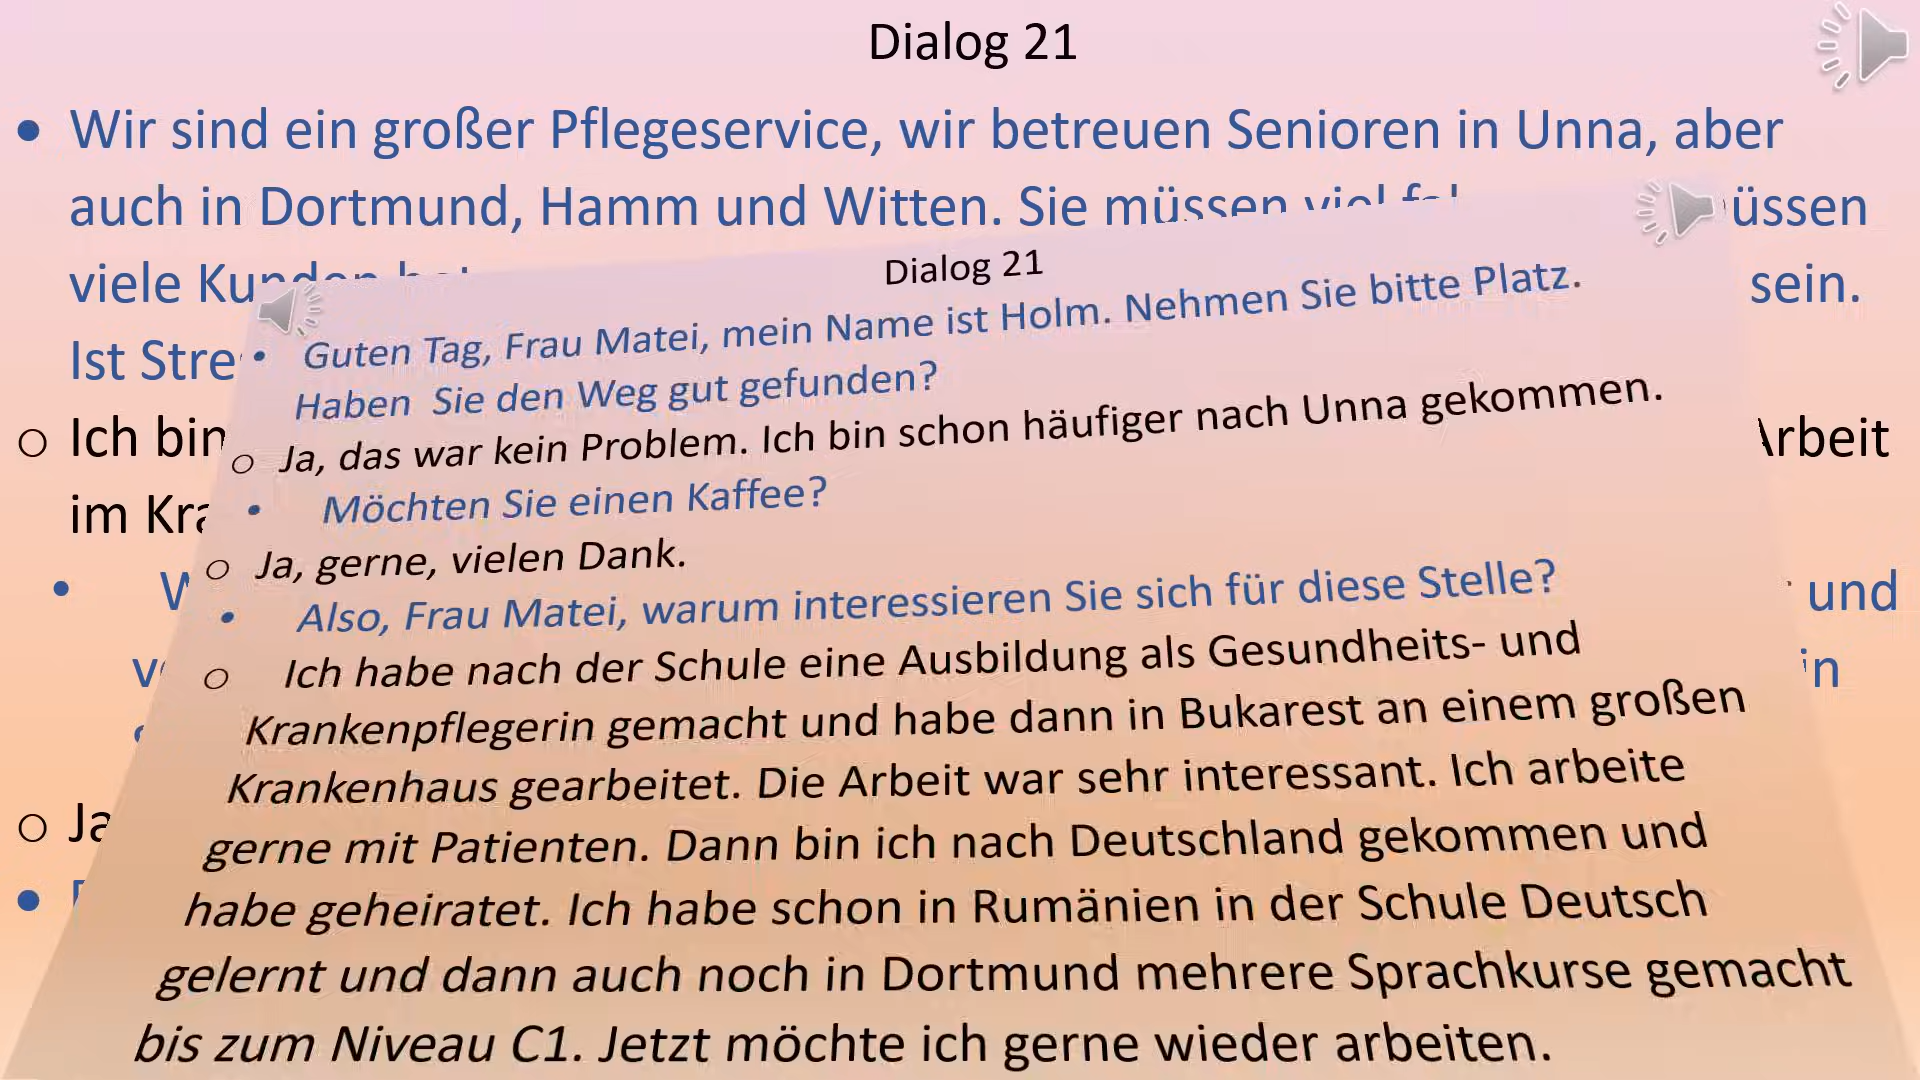 Dialog 21
• Wir sind ein großer Pflegeservice, wir betreuen Senioren in Unna, aber
auch in Dortmund, Hamm und Witten. Sie müssen viel
viele
sein.
Ist
o Ich bin
Arbeit
im
und
in
o Ja
Dialog 21
• Guten Tag, Frau Matei, mein Name ist Holm. Nehmen Sie bitte Platz.
Haben Sie den Weg gut gefunden?
o Ja, das war kein Problem. Ich bin schon häufiger nach Unna gekommen.
• Möchten Sie einen Kaffee?
o Ja, gerne, vielen Dank.
• Also, Frau Matei, warum interessieren Sie sich für diese Stelle?
o Ich habe nach der Schule eine Ausbildung als Gesundheits- und
Krankenpflegerin gemacht und habe dann in Bukarest an einem großen
Krankenhaus gearbeitet. Die Arbeit war sehr interessant. Ich arbeite
gerne mit Patienten. Dann bin ich nach Deutschland gekommen und
habe geheiratet. Ich habe schon in Rumänien in der Schule Deutsch
gelernt und dann auch noch in Dortmund mehrere Sprachkurse gemacht
bis zum Niveau C1. Jetzt möchte ich gerne wieder arbeiten.